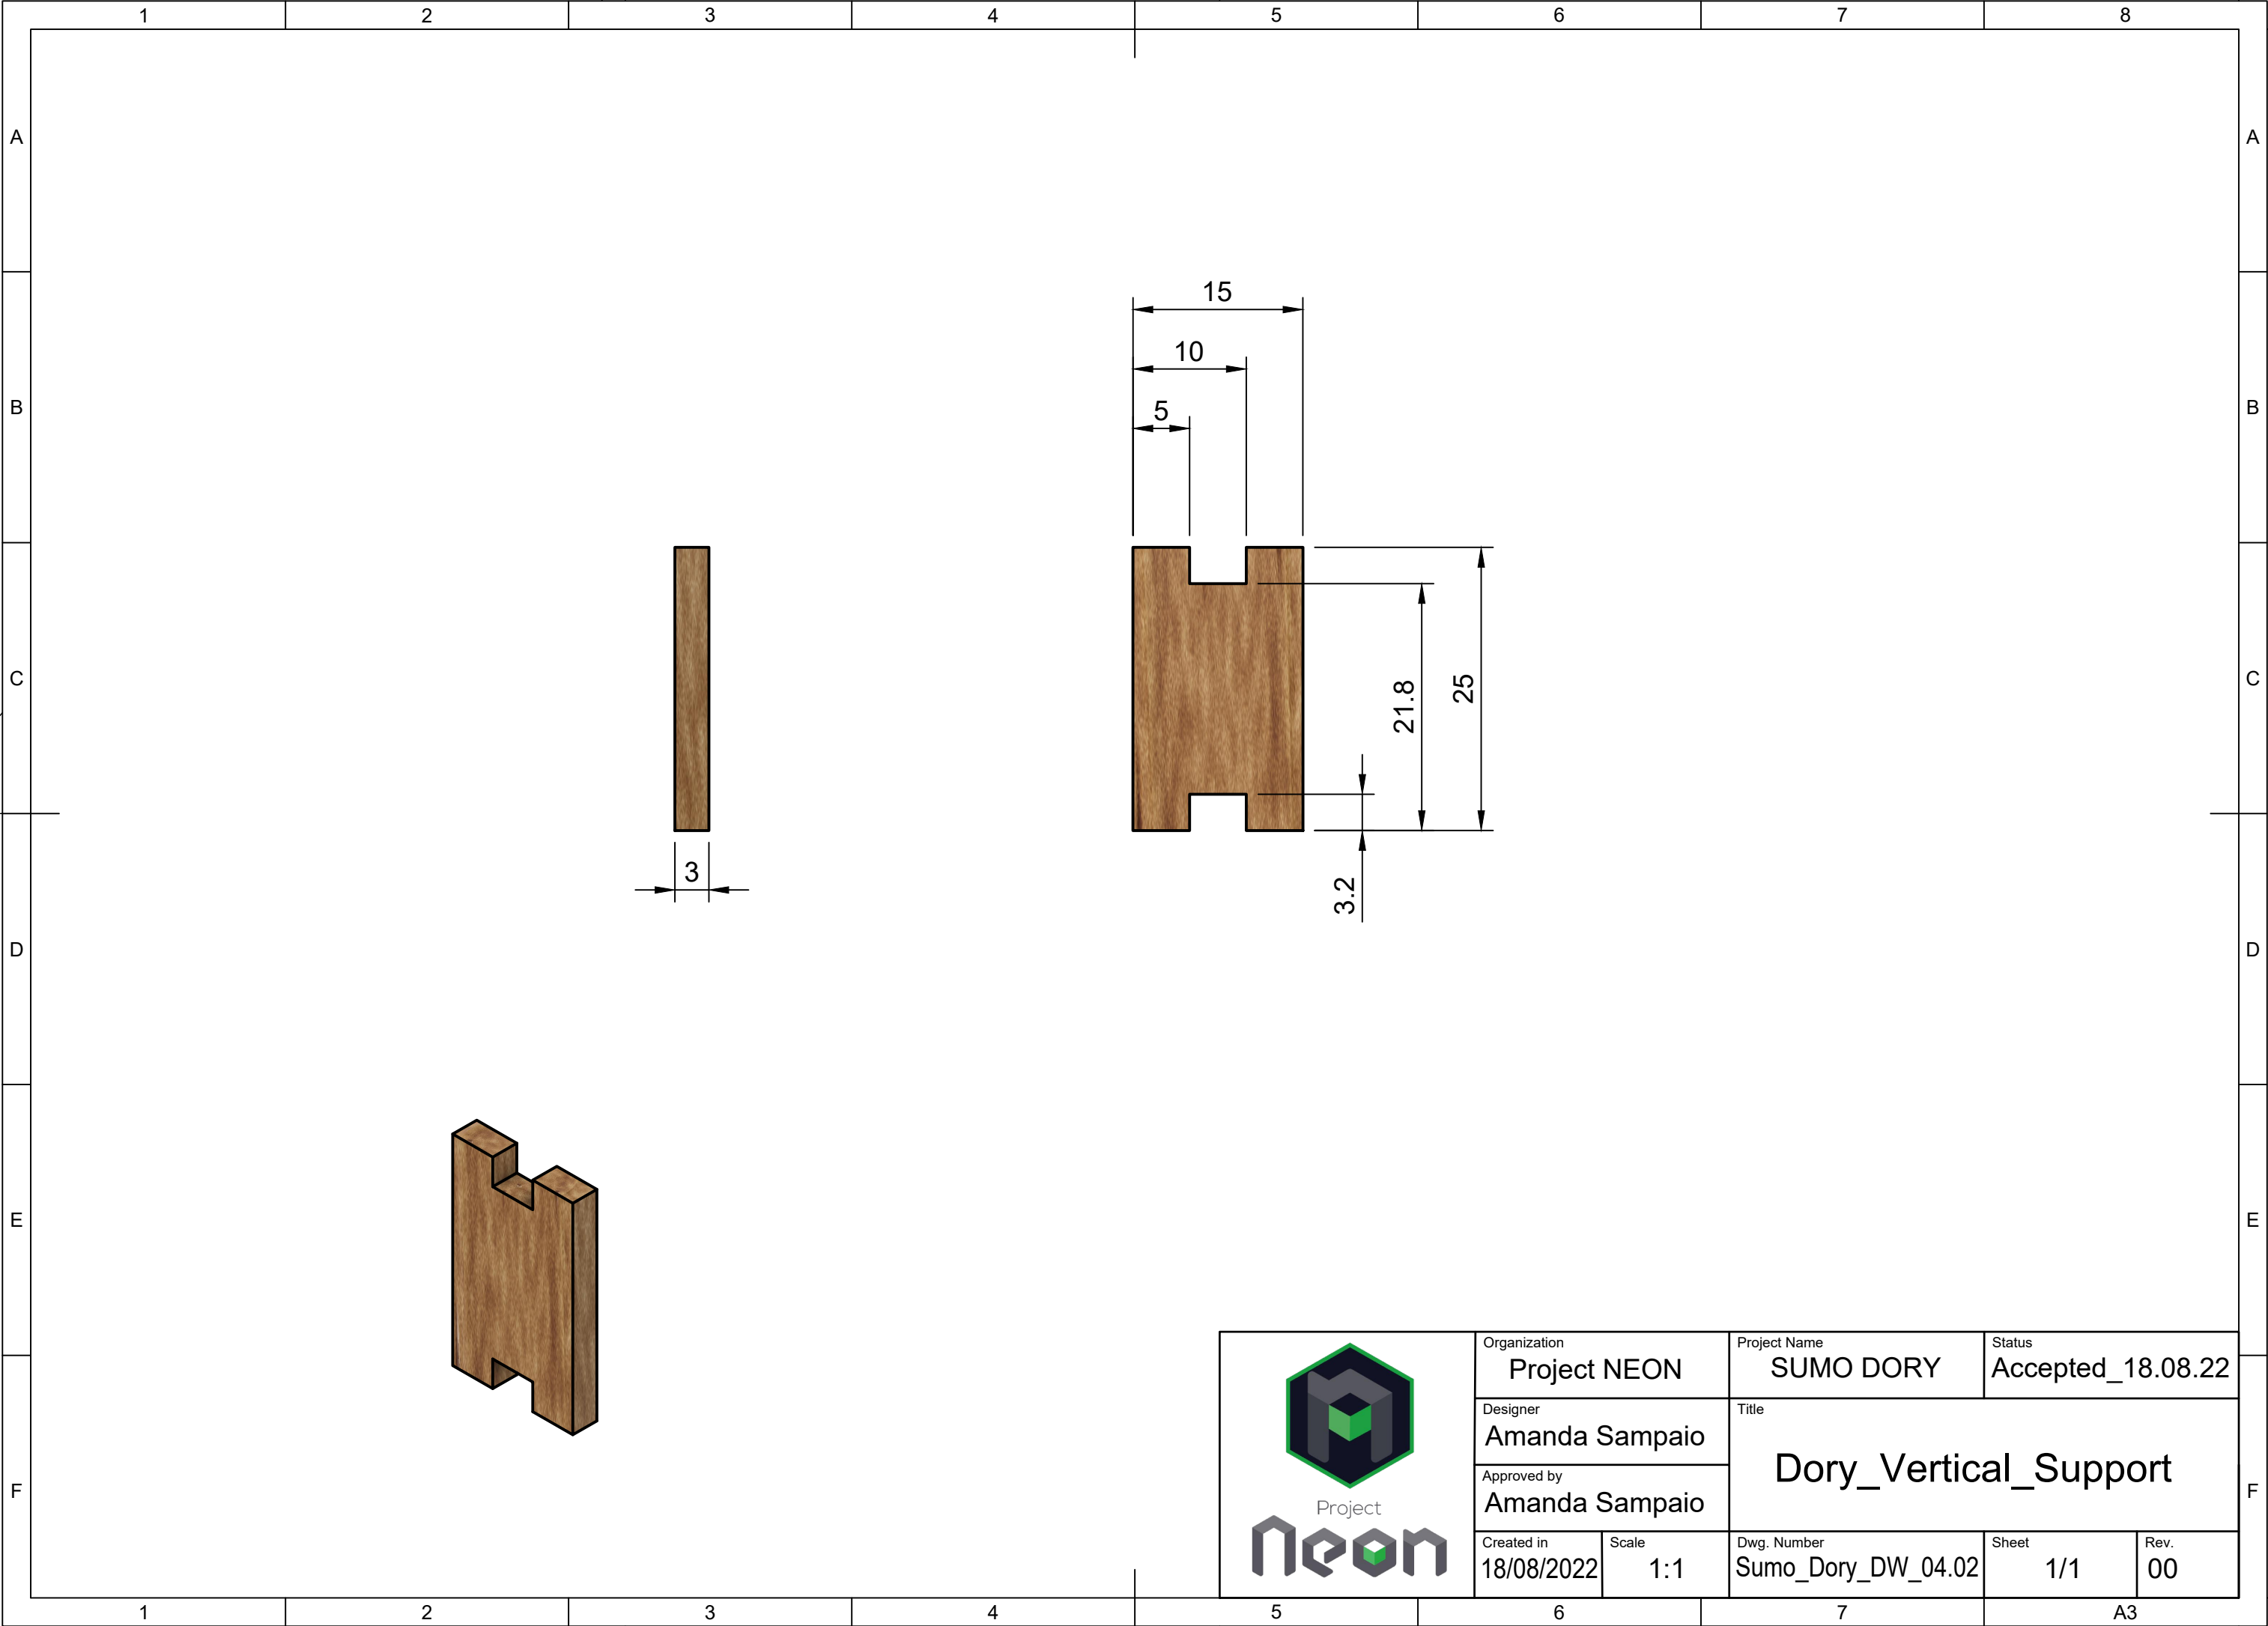 1 2 3 4 5 6 7 8
A A
B B
C C
D D
E E
F F
15
10
5
21.8
25
3.2
3
Project
neon
Organization
Project NEON
Project Name
SUMO DORY
Status
Accepted_18.08.22
Designer
Amanda Sampaio
Title
Dory_Vertical_Support
Approved by
Amanda Sampaio
Created in
18/08/2022
Scale
1:1
Dwg. Number
Sumo_Dory_DW_04.02
Sheet
1/1
Rev.
00
1 2 3 4 5 6 7 A3